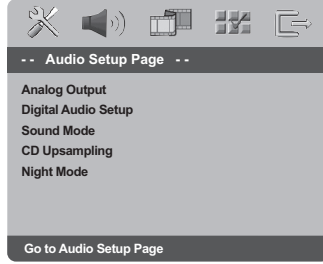 -- Audio Setup Page --
Analog Output
Digital Audio Setup
Sound Mode
CD Upsampling
Night Mode
Go to Audio Setup Page